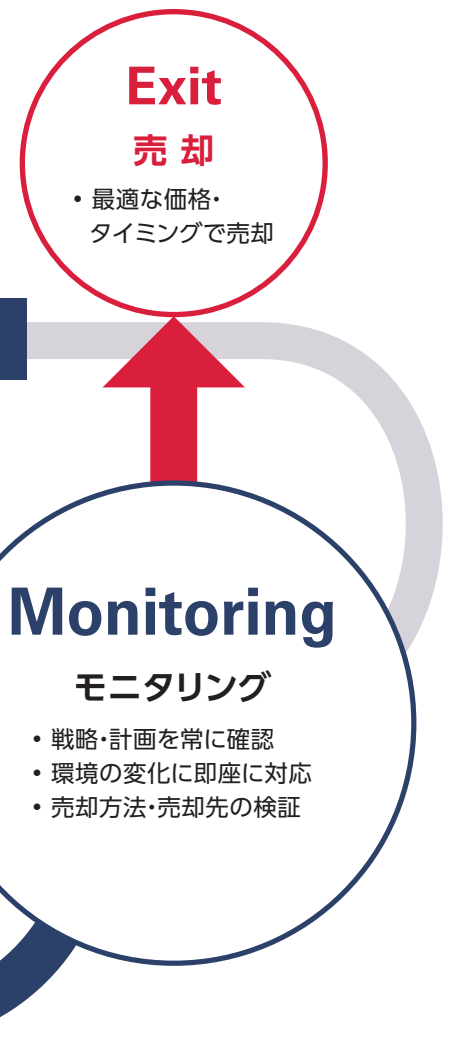 Exit
売 却
• 最適な価格・
タイミングで売却
Monitoring
モニタリング
• 戦略・計画を常に確認
• 環境の変化に即座に対応
• 売却方法・売却先の検証